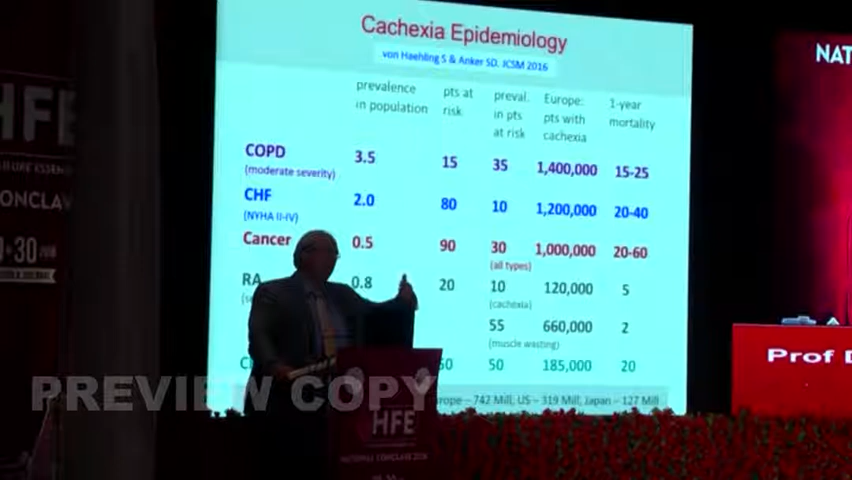 Cachexia Epidemiology
von Haehling S & Anker SD. JCSM 2016
prevalence in population
pts at risk
preval. in pts at risk
Europe: pts with cachexia
1-year mortality
COPD 3.5 15 35 1,400,000 15-25
(moderate severity)
CHF 2.0 80 10 1,200,000 20-40
(NYHA II-IV)
Cancer 0.5 90 30 1,000,000 20-60
(all types)
RA 0.8 20 10 120,000 5
(cachexia)
55 660,000 2
(muscle wasting)
50 185,000 20
742 Mill; US – 319 Mill, Japan – 127 Mill
HFE
ONCLAV
30
NAT
Prof
PREVIEW COPY
HFE
NATIONAL CONCLAVE